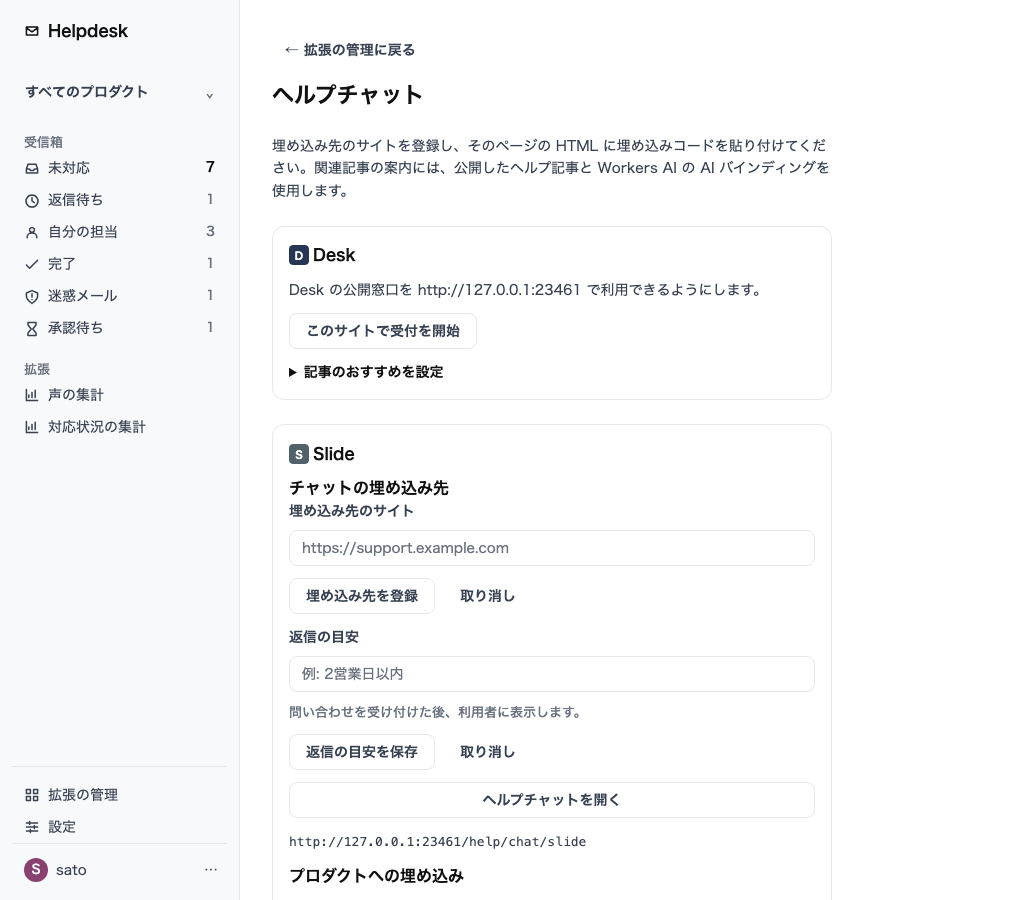 Helpdesk
すべてのプロダクト
受信箱
未対応 7
返信待ち 1
自分の担当 3
完了 1
迷惑メール 1
承認待ち 1
拡張
声の集計
対応状況の集計
拡張の管理
設定
S sato ...
← 拡張の管理に戻る
ヘルプチャット
埋め込み先のサイトを登録し、そのページの HTML に埋め込みコードを貼り付けてくだ
さい。関連記事の案内には、公開したヘルプ記事と Workers AI の AI バインディングを
使用します。
D Desk
Desk の公開窓口を http://127.0.0.1:23461 で利用できるようにします。
このサイトで受付を開始
▶ 記事のおすすめを設定
S Slide
チャットの埋め込み先
埋め込み先のサイト
https://support.example.com
埋め込み先を登録 取り消し
返信の目安
例: 2営業日以内
問い合わせを受け付けた後、利用者に表示します。
返信の目安を保存 取り消し
ヘルプチャットを開く
http://127.0.0.1:23461/help/chat/slide
プロダクトへの埋め込み